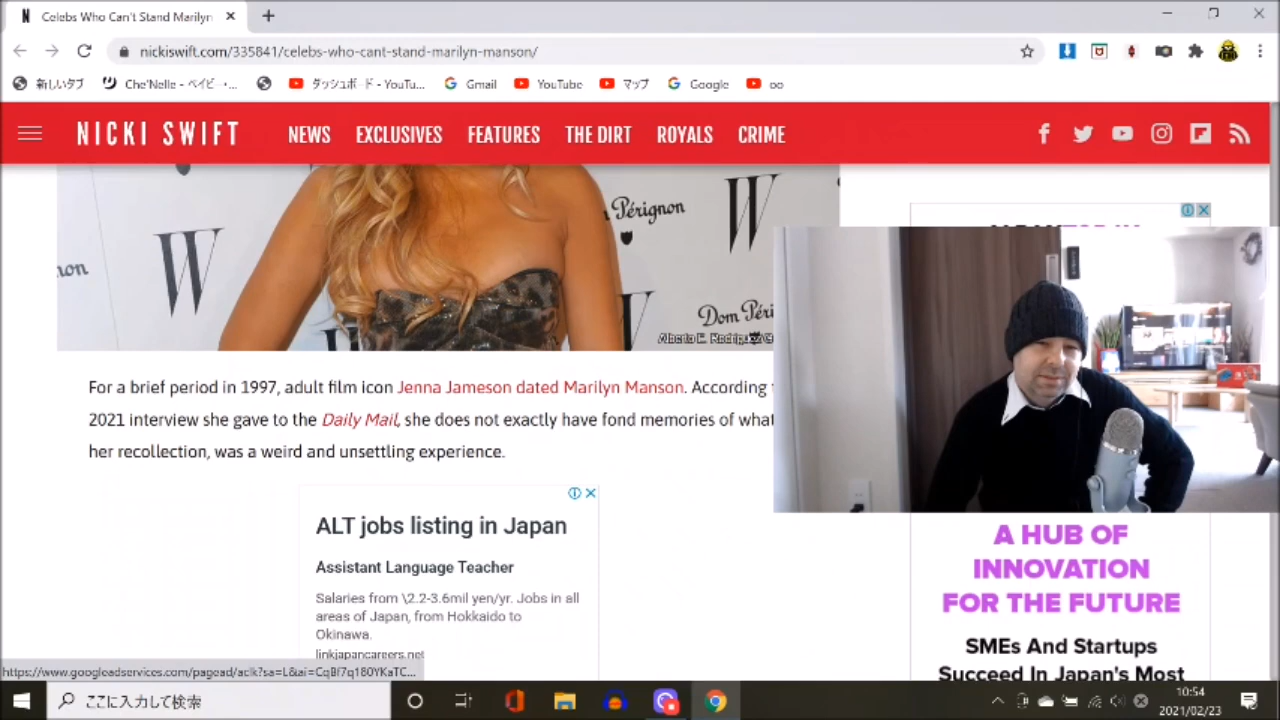 Celebs Who Can't Stand Marilyn
nickiswift.com/335841/celebs-who-cant-stand-marilyn-manson/
新しいタブ Che'Nelle - ベイビー・... ダッシュボード - YouTu... Gmail YouTube マップ Google oo
NICKI SWIFT NEWS EXCLUSIVES FEATURES THE DIRT ROYALS CRIME
Pérignon
W
non
W
Dom Péri
For a brief period in 1997, adult film icon Jenna Jameson dated Marilyn Manson. According
2021 interview she gave to the Daily Mail, she does not exactly have fond memories of what
her recollection, was a weird and unsettling experience.
ALT jobs listing in Japan
Assistant Language Teacher
Salaries from \2.2-3.6mil yen/yr. Jobs in all
areas of Japan, from Hokkaido to
Okinawa.
linkjapancareers.net
A HUB OF
INNOVATION
FOR THE FUTURE
SMEs And Startups
Succeed In Japan's Most
ここに入力して検索
10:54
2021/02/23